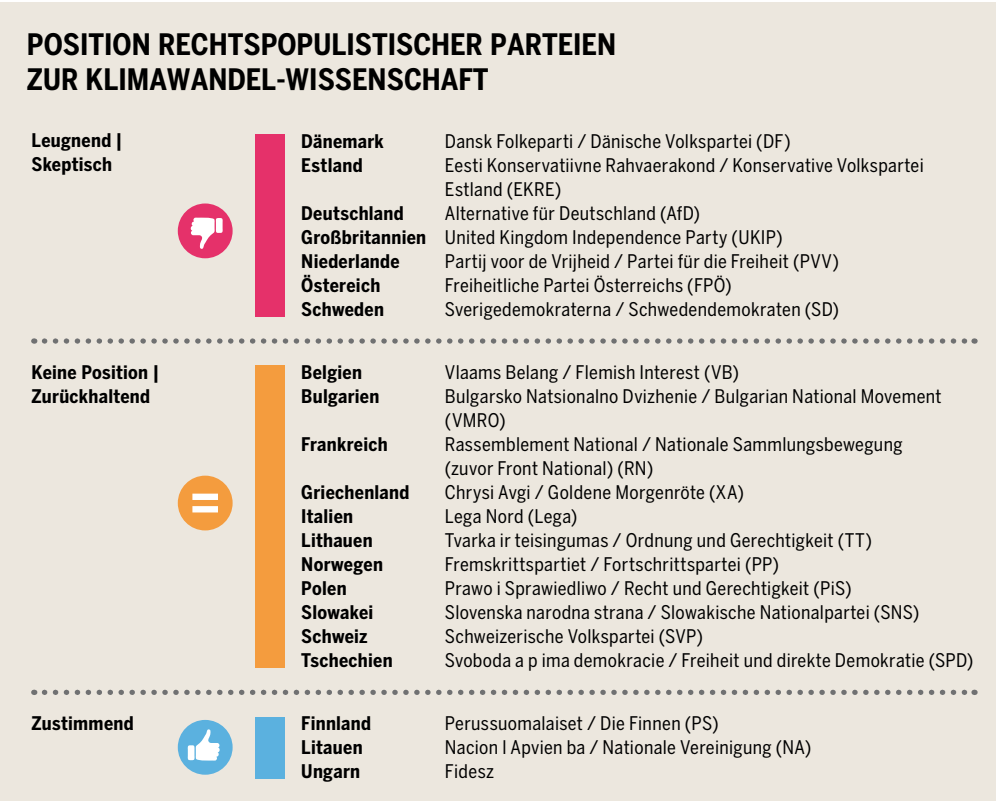 POSITION RECHTSPOPULISTISCHER PARTEIEN
ZUR KLIMAWANDEL-WISSENSCHAFT
Leugnend |
Skeptisch
Dänemark Dansk Folkeparti / Dänische Volkspartei (DF)
Estland Eesti Konservatiivne Rahvaerakond / Konservative Volkspartei
Estland (EKRE)
Deutschland Alternative für Deutschland (AfD)
Großbritannien United Kingdom Independence Party (UKIP)
Niederlande Partij voor de Vrijheid / Partei für die Freiheit (PVV)
Östereich Freiheitliche Partei Österreichs (FPÖ)
Schweden Sverigedemokraterna / Schwedendemokraten (SD)
Keine Position |
Zurückhaltend
Belgien Vlaams Belang / Flemish Interest (VB)
Bulgarien Bulgarsko Natsionalno Dvizhenie / Bulgarian National Movement
(VMRO)
Frankreich Rassemblement National / Nationale Sammlungsbewegung
(zuvor Front National) (RN)
Griechenland Chrysi Avgi / Goldene Morgenröte (XA)
Italien Lega Nord (Lega)
Lithauen Tvarka ir teisingumas / Ordnung und Gerechtigkeit (TT)
Norwegen Fremskrittspartiet / Fortschrittspartei (PP)
Polen Prawo i Sprawiedliwo / Recht und Gerechtigkeit (PiS)
Slowakei Slovenska narodna strana / Slowakische Nationalpartei (SNS)
Schweiz Schweizerische Volkspartei (SVP)
Tschechien Svoboda a p ima demokracie / Freiheit und direkte Demokratie (SPD)
Zustimmend
Finnland Perussuomalaiset / Die Finnen (PS)
Litauen Nacion l Apvien ba / Nationale Vereinigung (NA)
Ungarn Fidesz